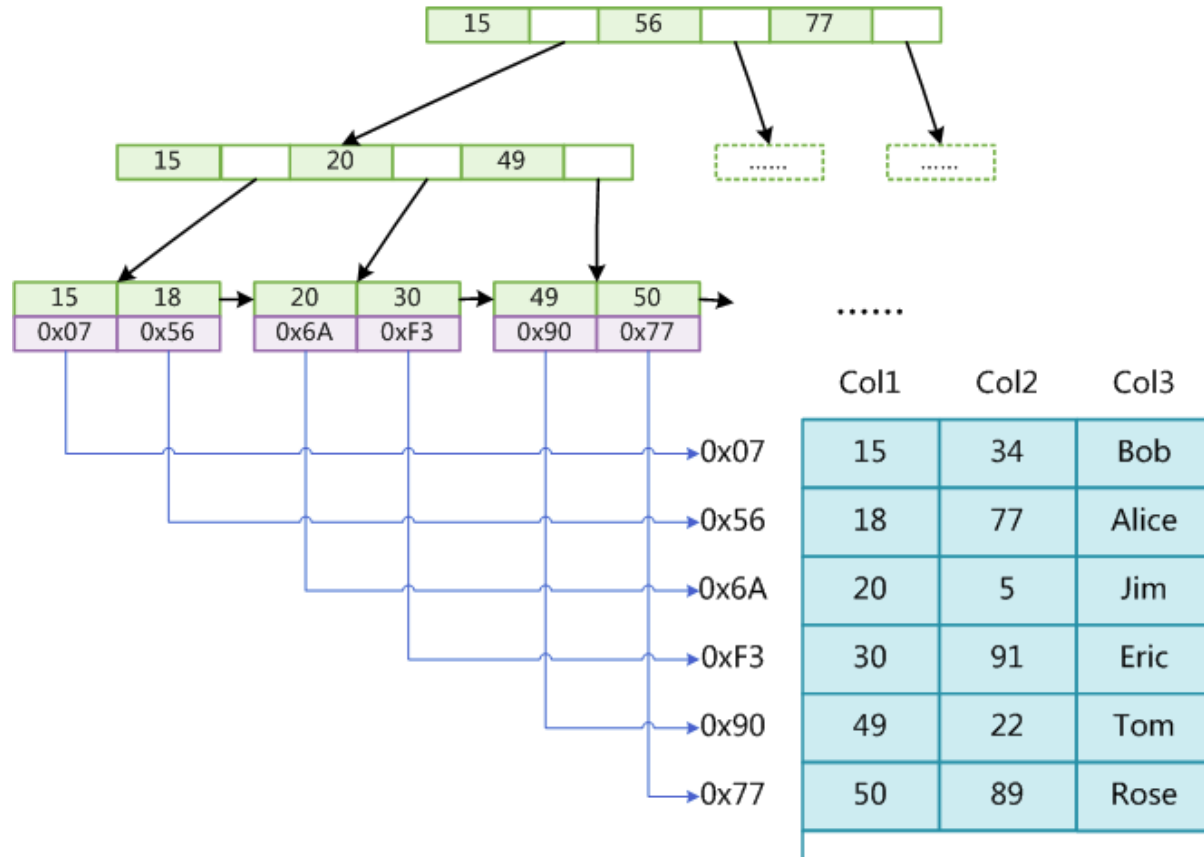 15 56 77
15 20 49 ...... ......
15 18 20 30 49 50
0x07 0x56 0x6A 0xF3 0x90 0x77
......
Col1 Col2 Col3
0x07 15 34 Bob
0x56 18 77 Alice
0x6A 20 5 Jim
0xF3 30 91 Eric
0x90 49 22 Tom
0x77 50 89 Rose